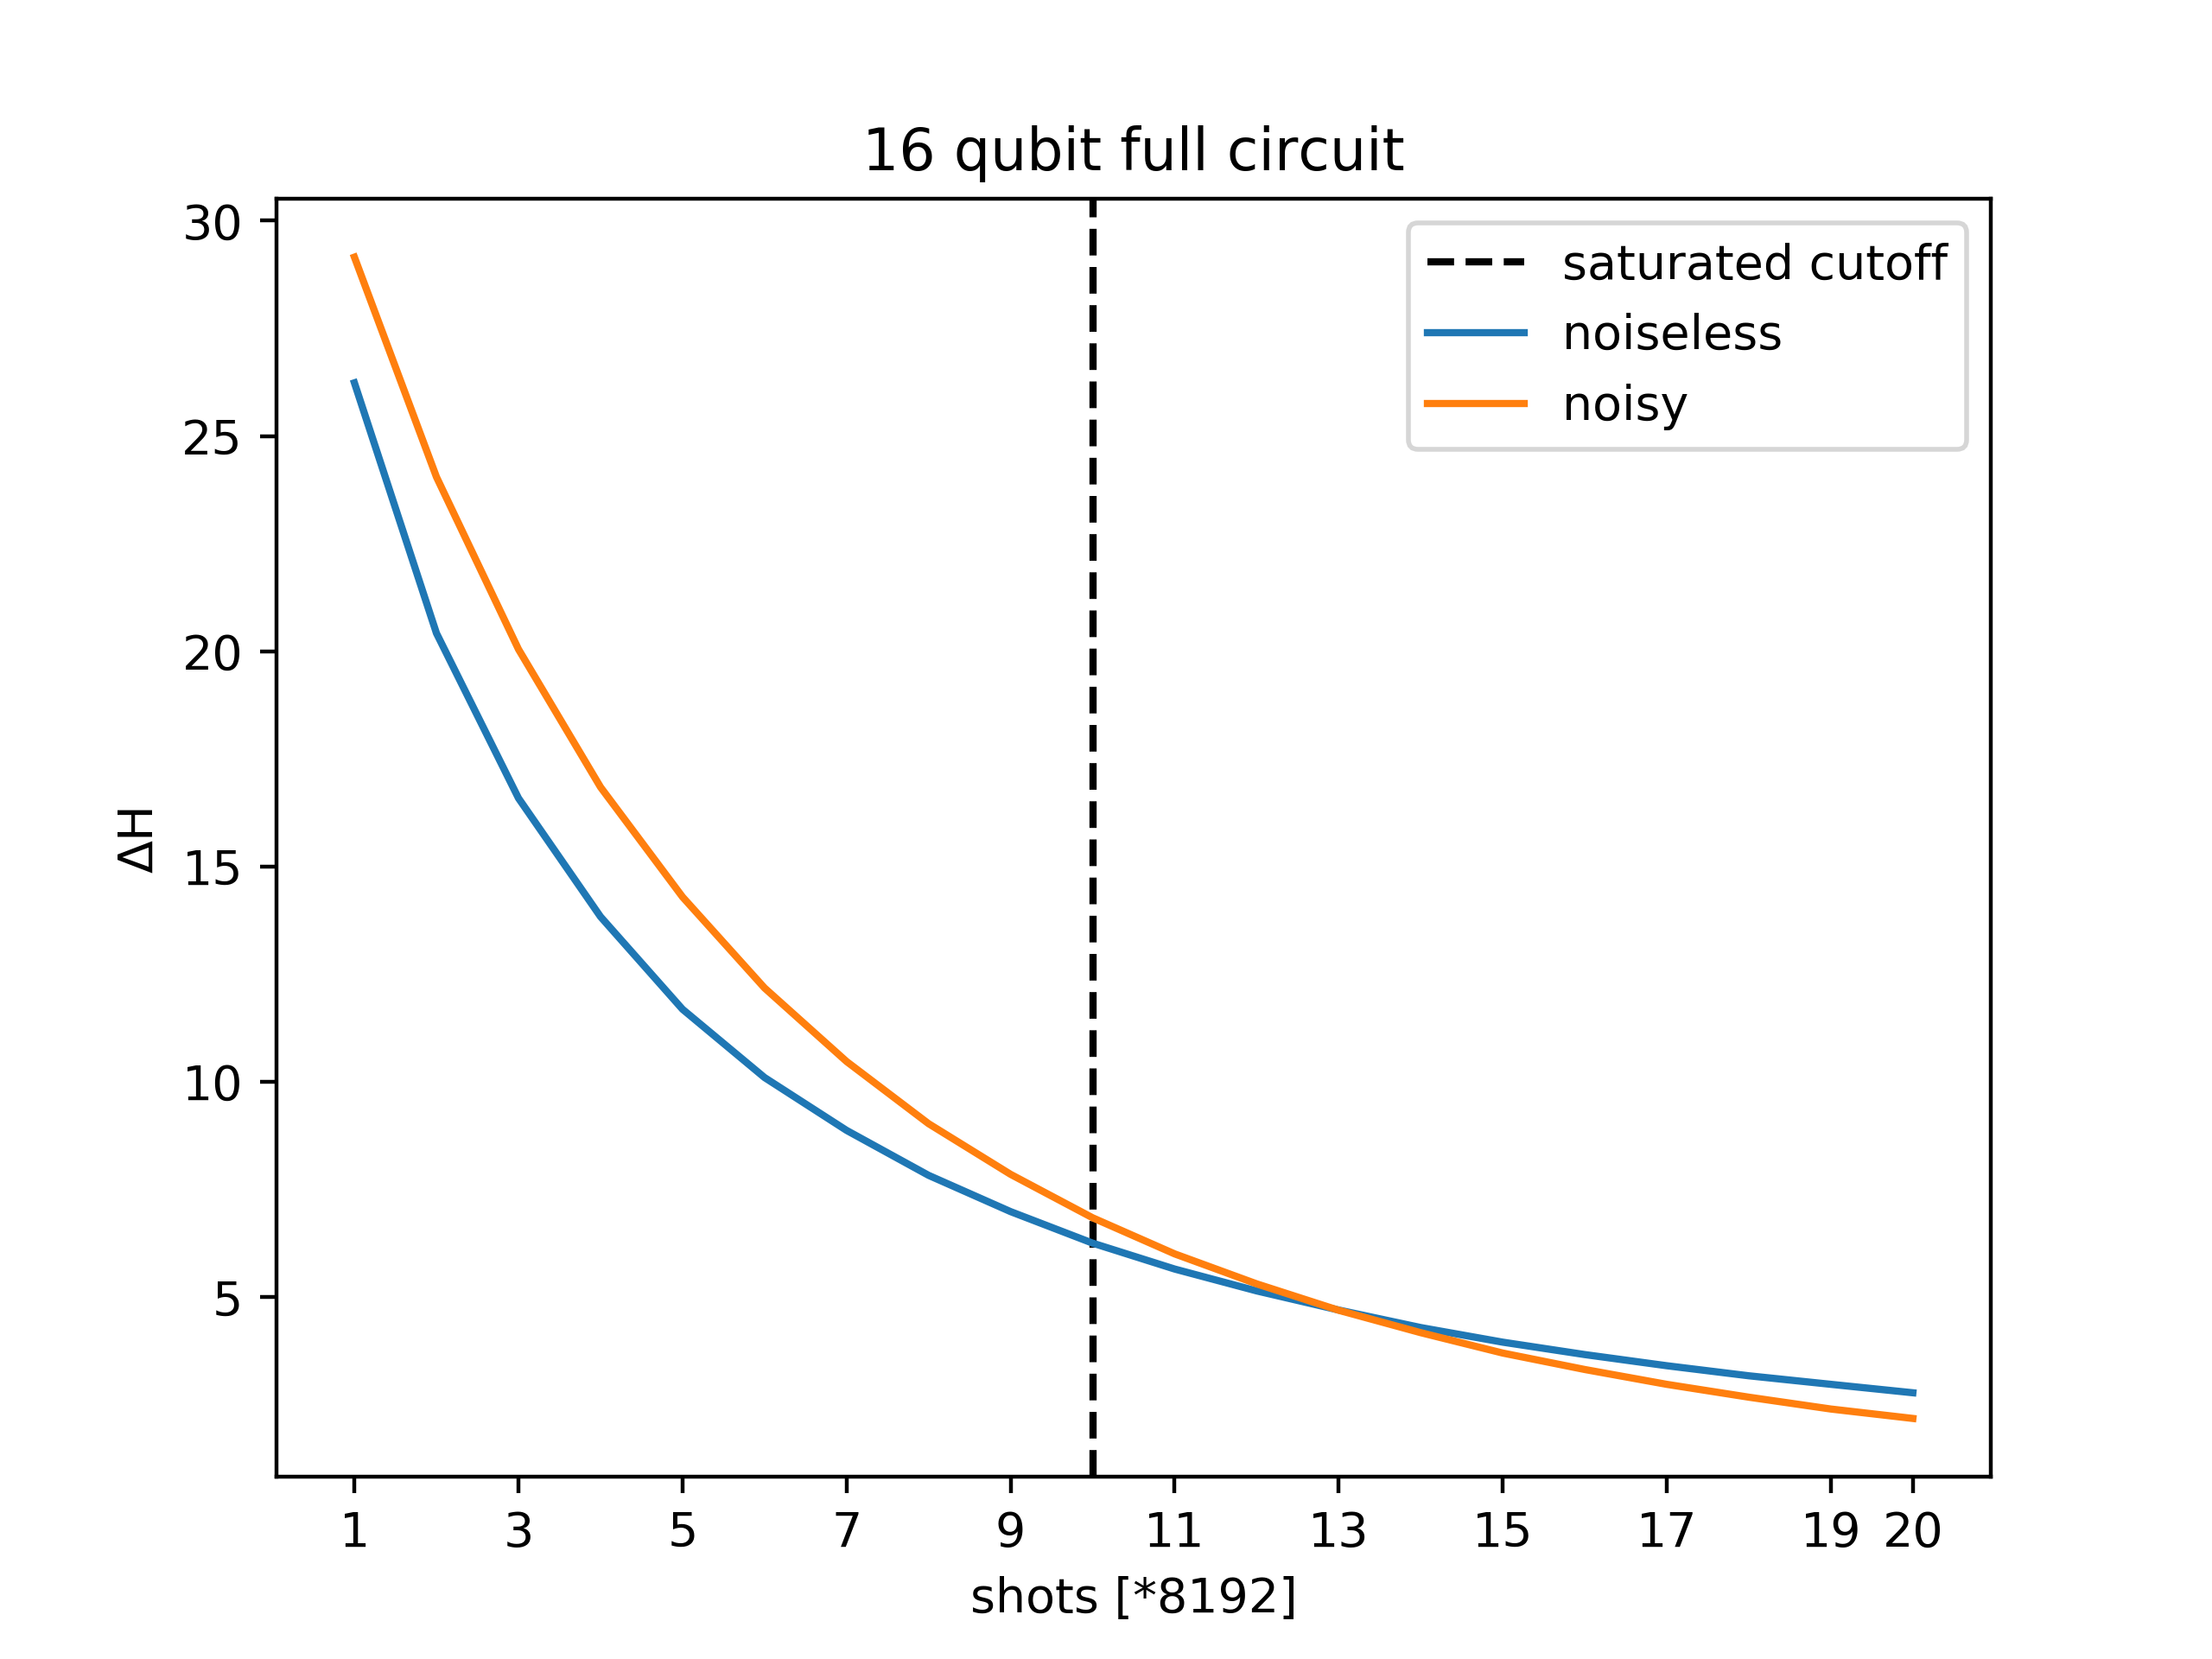 16 qubit full circuit
30
25
20
15
10
5
ΔH
saturated cutoff
noiseless
noisy
1 3 5 7 9 11 13 15 17 19 20
shots [*8192]